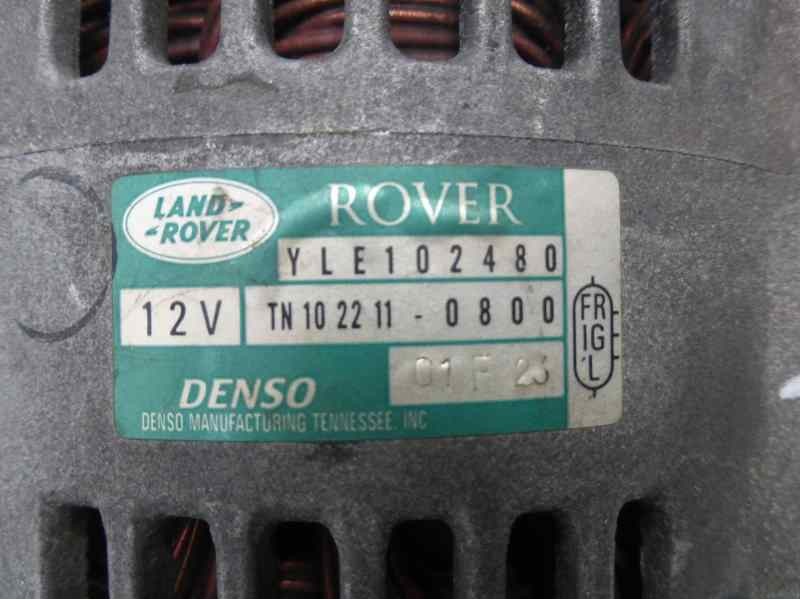 LAND-
-ROVER
ROVER
YLE102480
12V
TN 10 22 11 - 0800
01 F 23
DENSO
DENSO MANUFACTURING TENNESSEE. INC
FR
IG
L